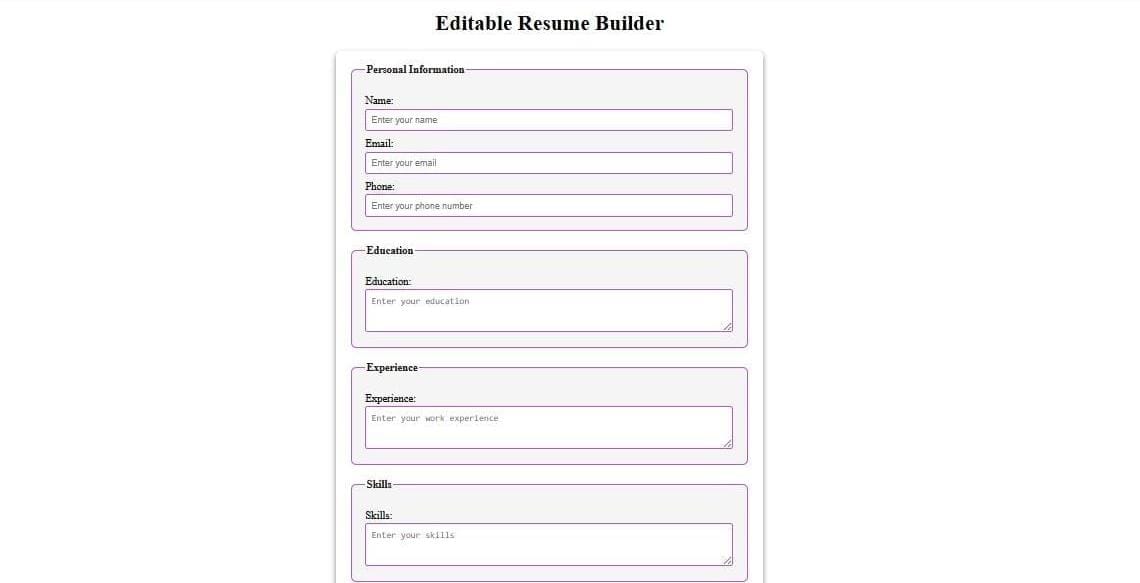 Editable Resume Builder
Personal Information
Name:
Enter your name
Email:
Enter your email
Phone:
Enter your phone number
Education
Education:
Enter your education
Experience
Experience:
Enter your work experience
Skills
Skills:
Enter your skills